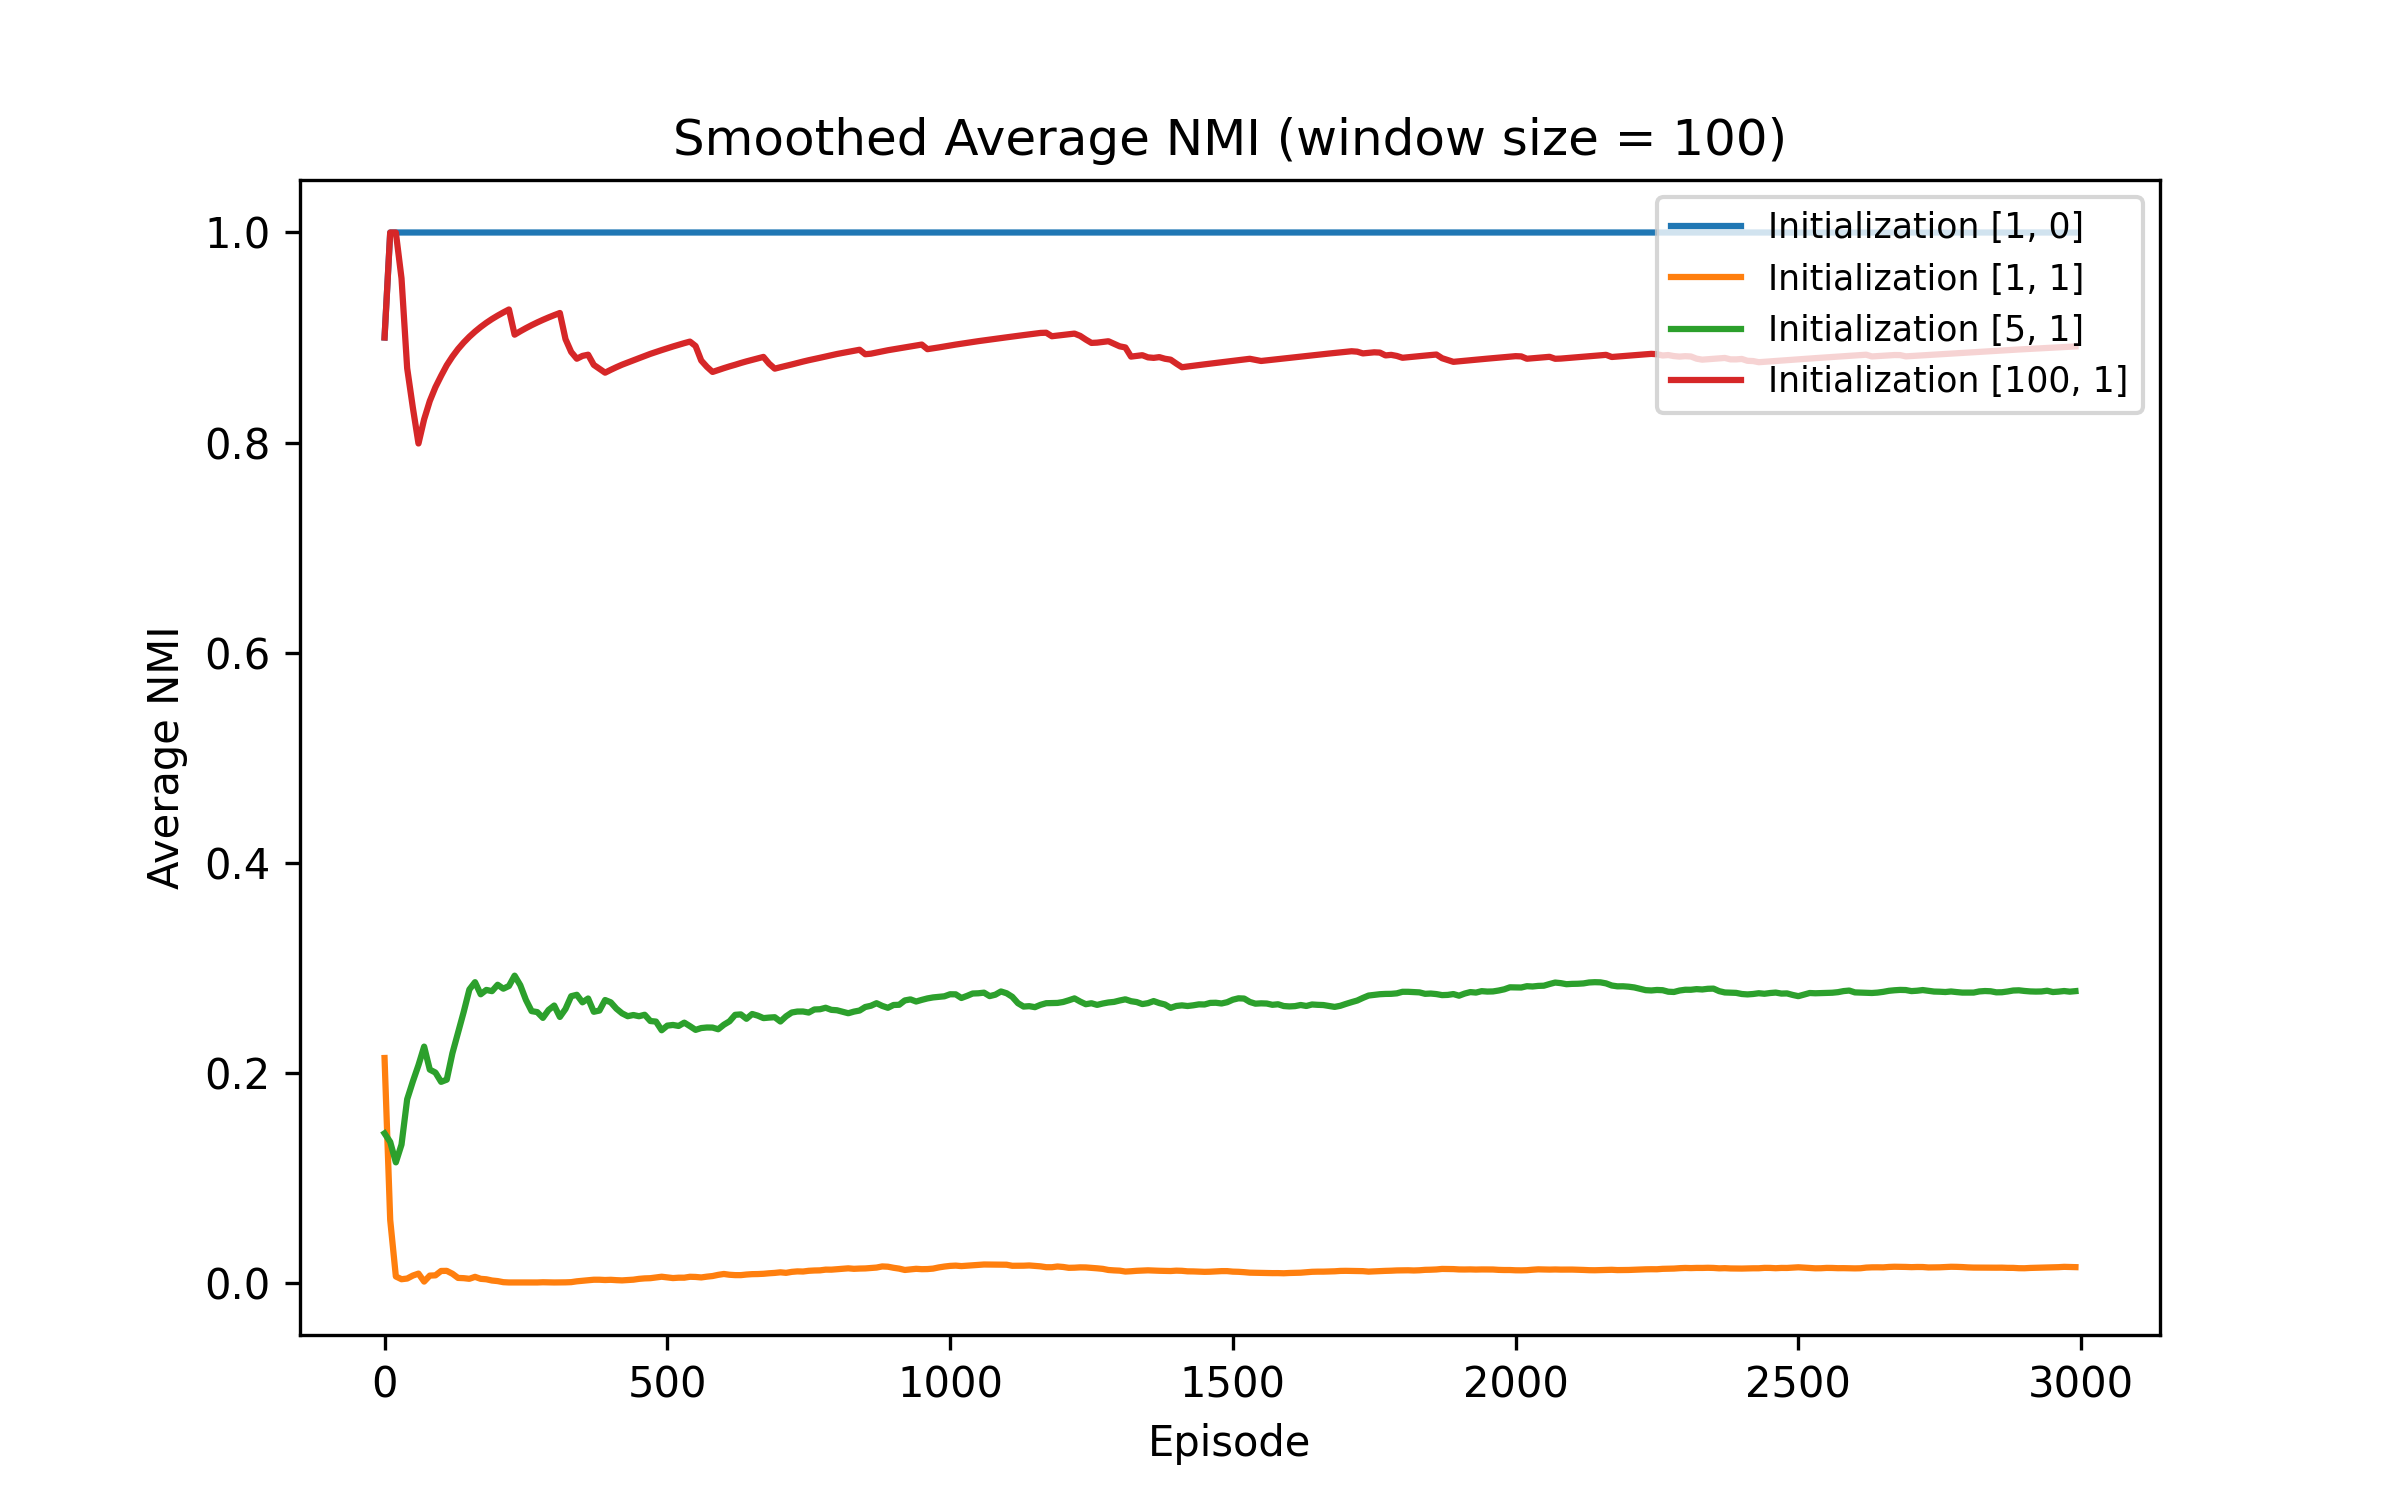 Smoothed Average NMI (window size = 100)
Initialization [1, 0]
Initialization [1, 1]
Initialization [5, 1]
Initialization [100, 1]
Average NMI
1.0
0.8
0.6
0.4
0.2
0.0
0 500 1000 1500 2000 2500 3000
Episode